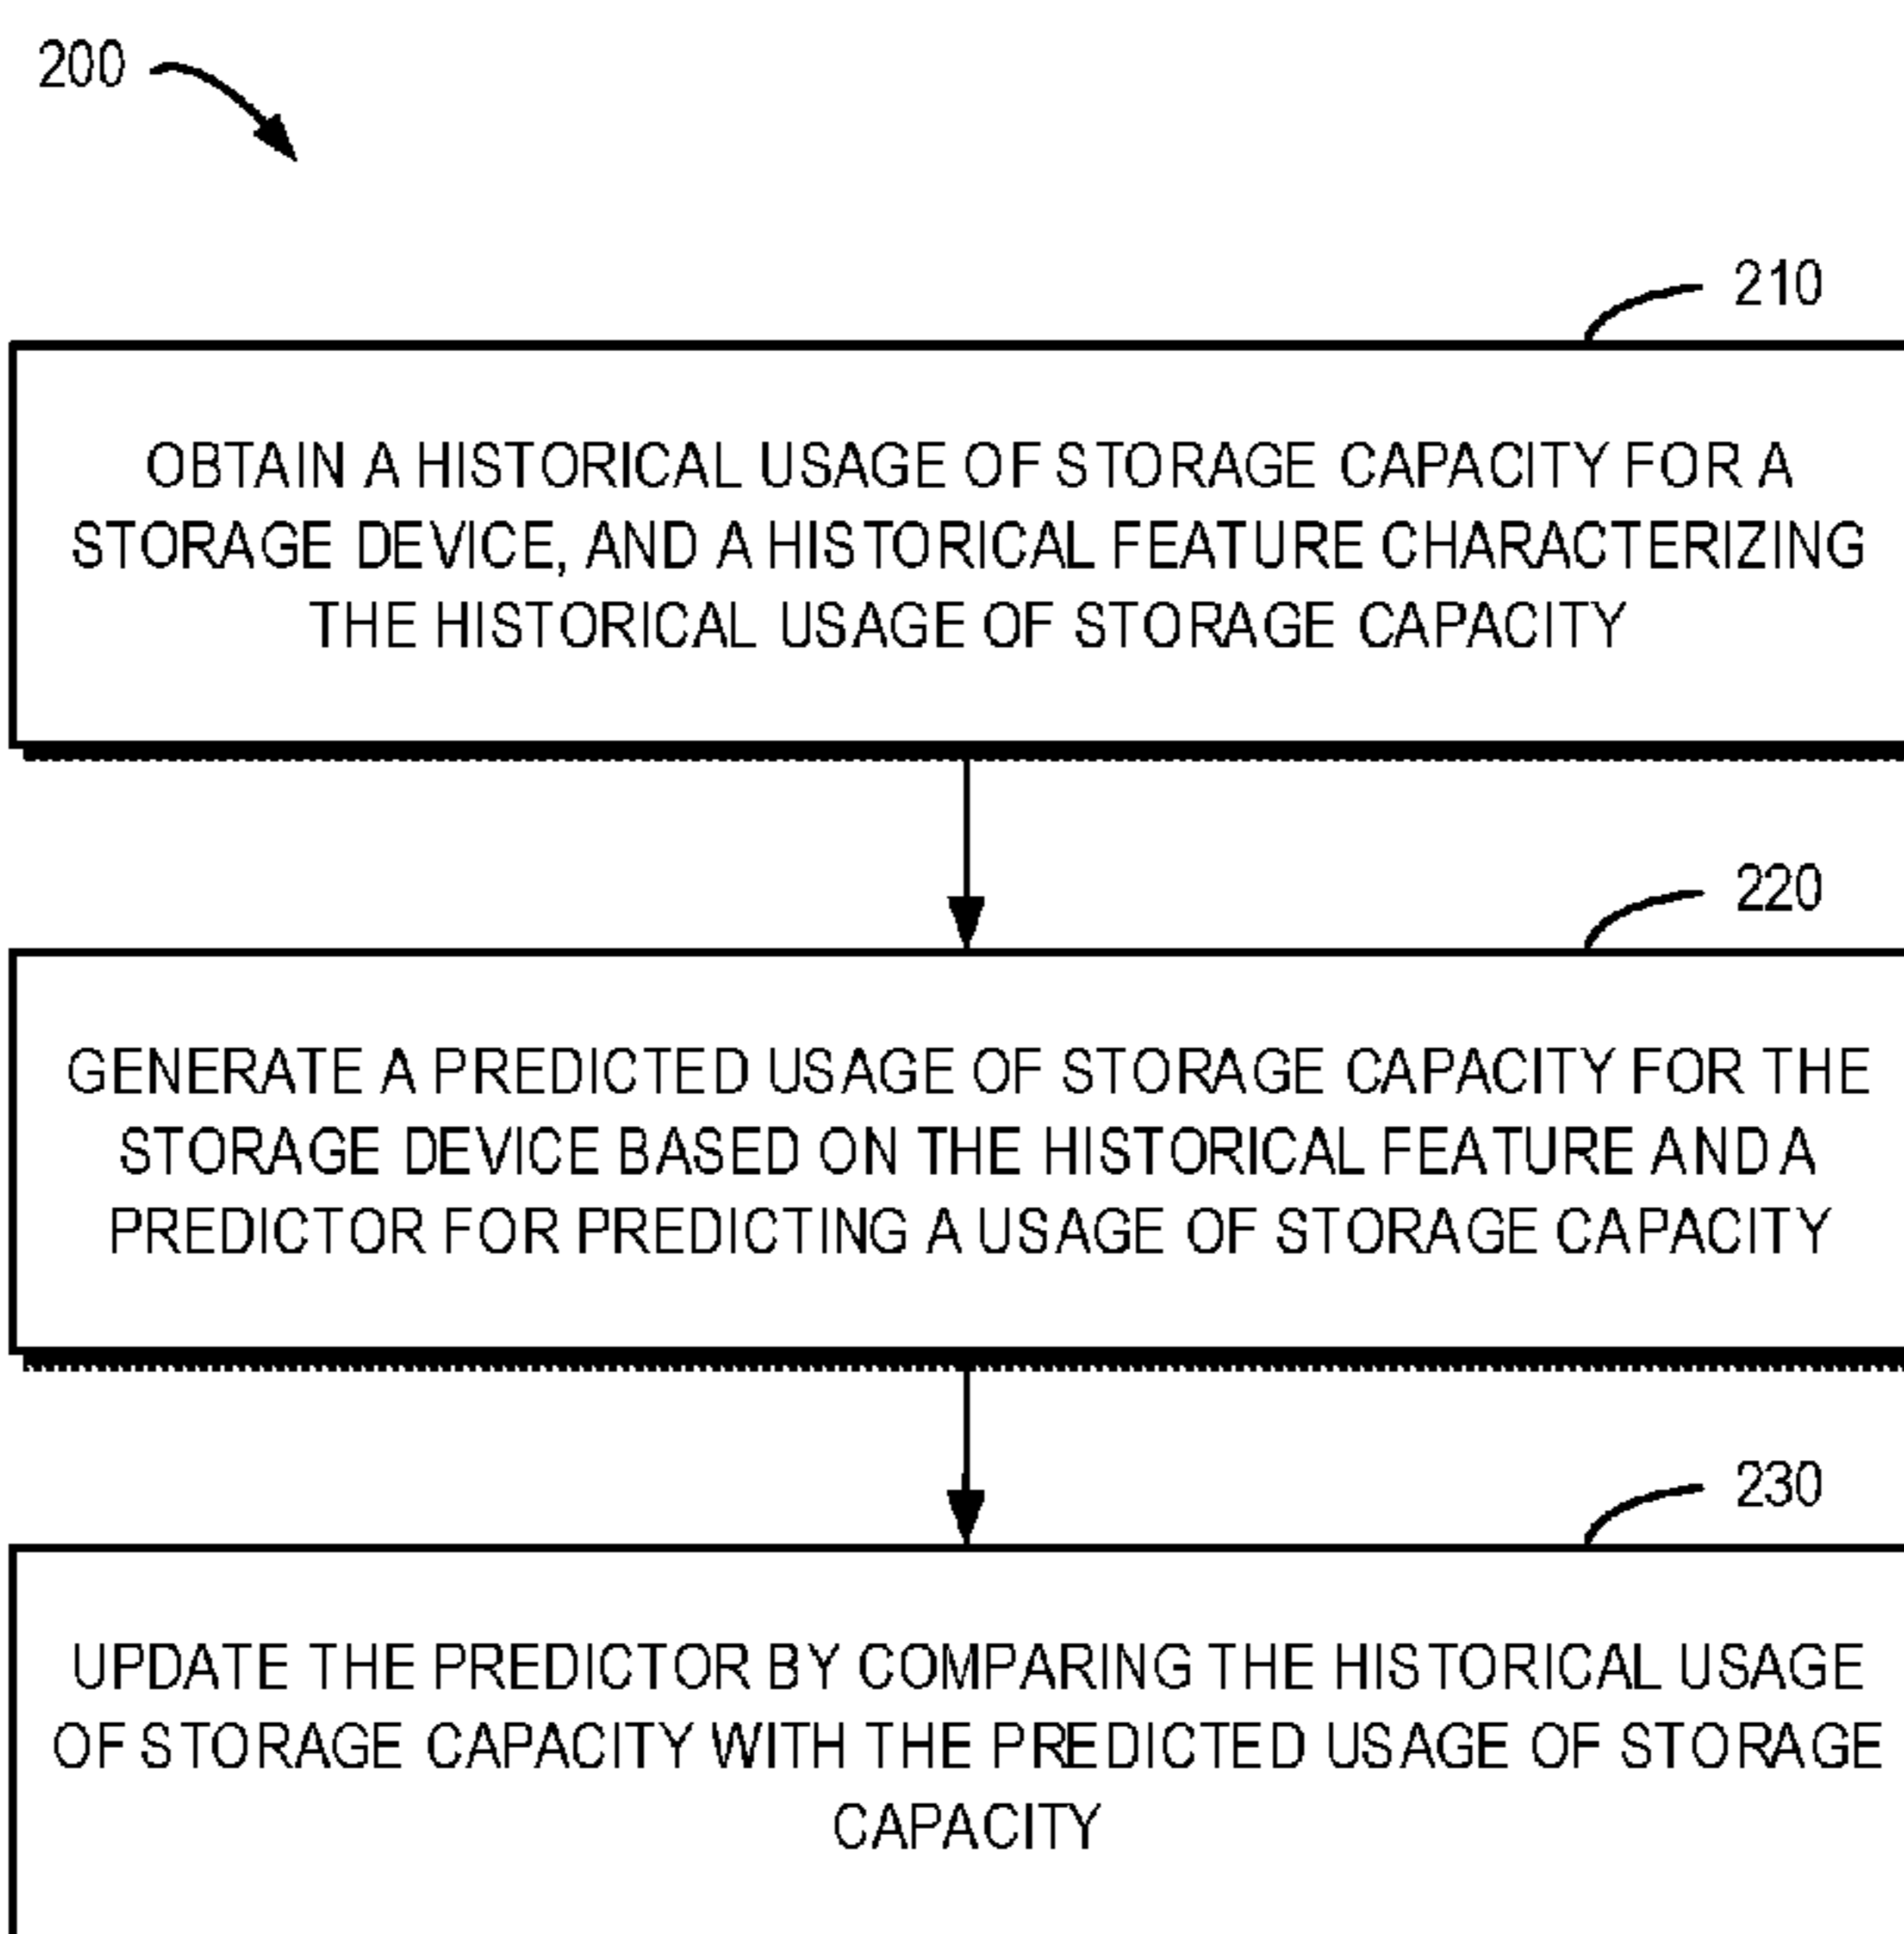 200
210
OBTAIN A HISTORICAL USAGE OF STORAGE CAPACITY FOR A
STORAGE DEVICE, AND A HISTORICAL FEATURE CHARACTERIZING
THE HISTORICAL USAGE OF STORAGE CAPACITY
220
GENERATE A PREDICTED USAGE OF STORAGE CAPACITY FOR THE
STORAGE DEVICE BASED ON THE HISTORICAL FEATURE AND A
PREDICTOR FOR PREDICTING A USAGE OF STORAGE CAPACITY
230
UPDATE THE PREDICTOR BY COMPARING THE HISTORICAL USAGE
OF STORAGE CAPACITY WITH THE PREDICTED USAGE OF STORAGE
CAPACITY